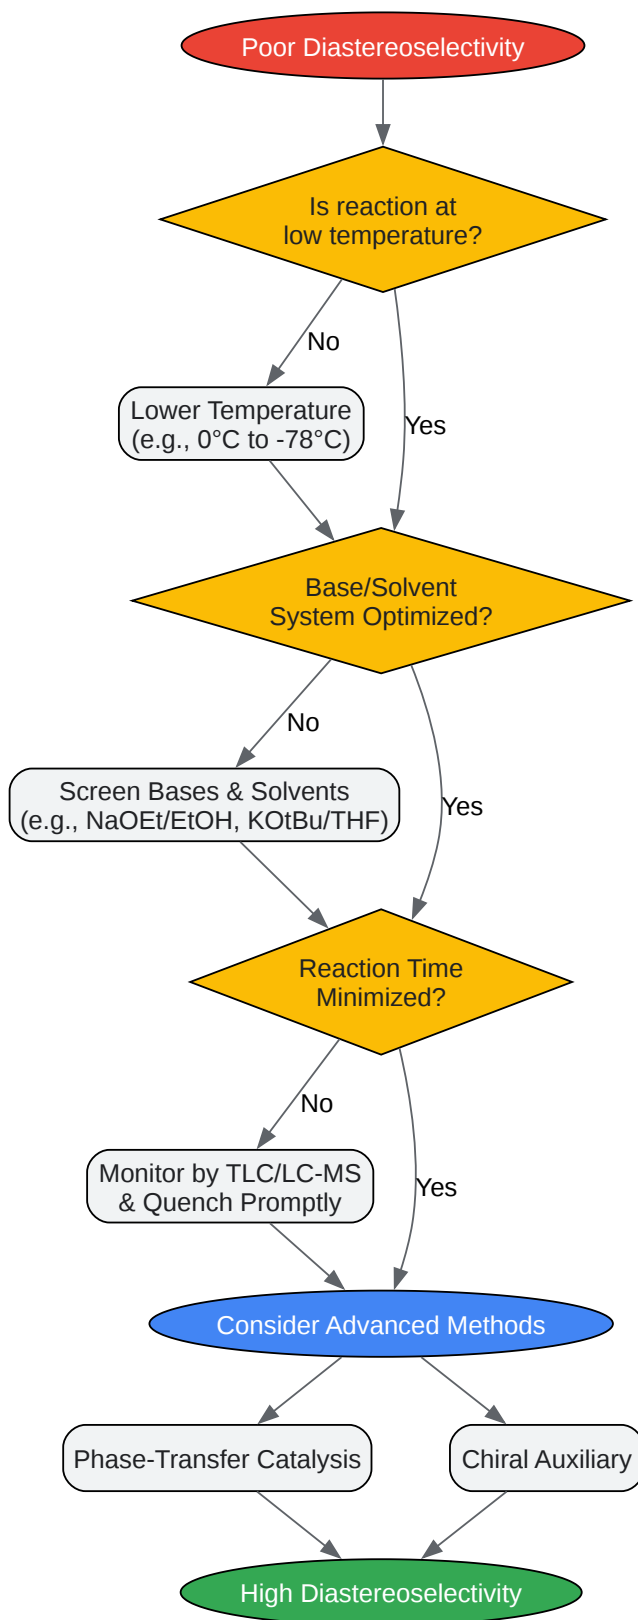 Poor Diastereoselectivity
Is reaction at
low temperature?
No
Lower Temperature
(e.g., 0°C to -78°C)
Yes
Base/Solvent
System Optimized?
No
Screen Bases & Solvents
(e.g., NaOEt/EtOH, KOtBu/THF)
Yes
Reaction Time
Minimized?
No
Monitor by TLC/LC-MS
& Quench Promptly
Yes
Consider Advanced Methods
Phase-Transfer Catalysis
Chiral Auxiliary
High Diastereoselectivity